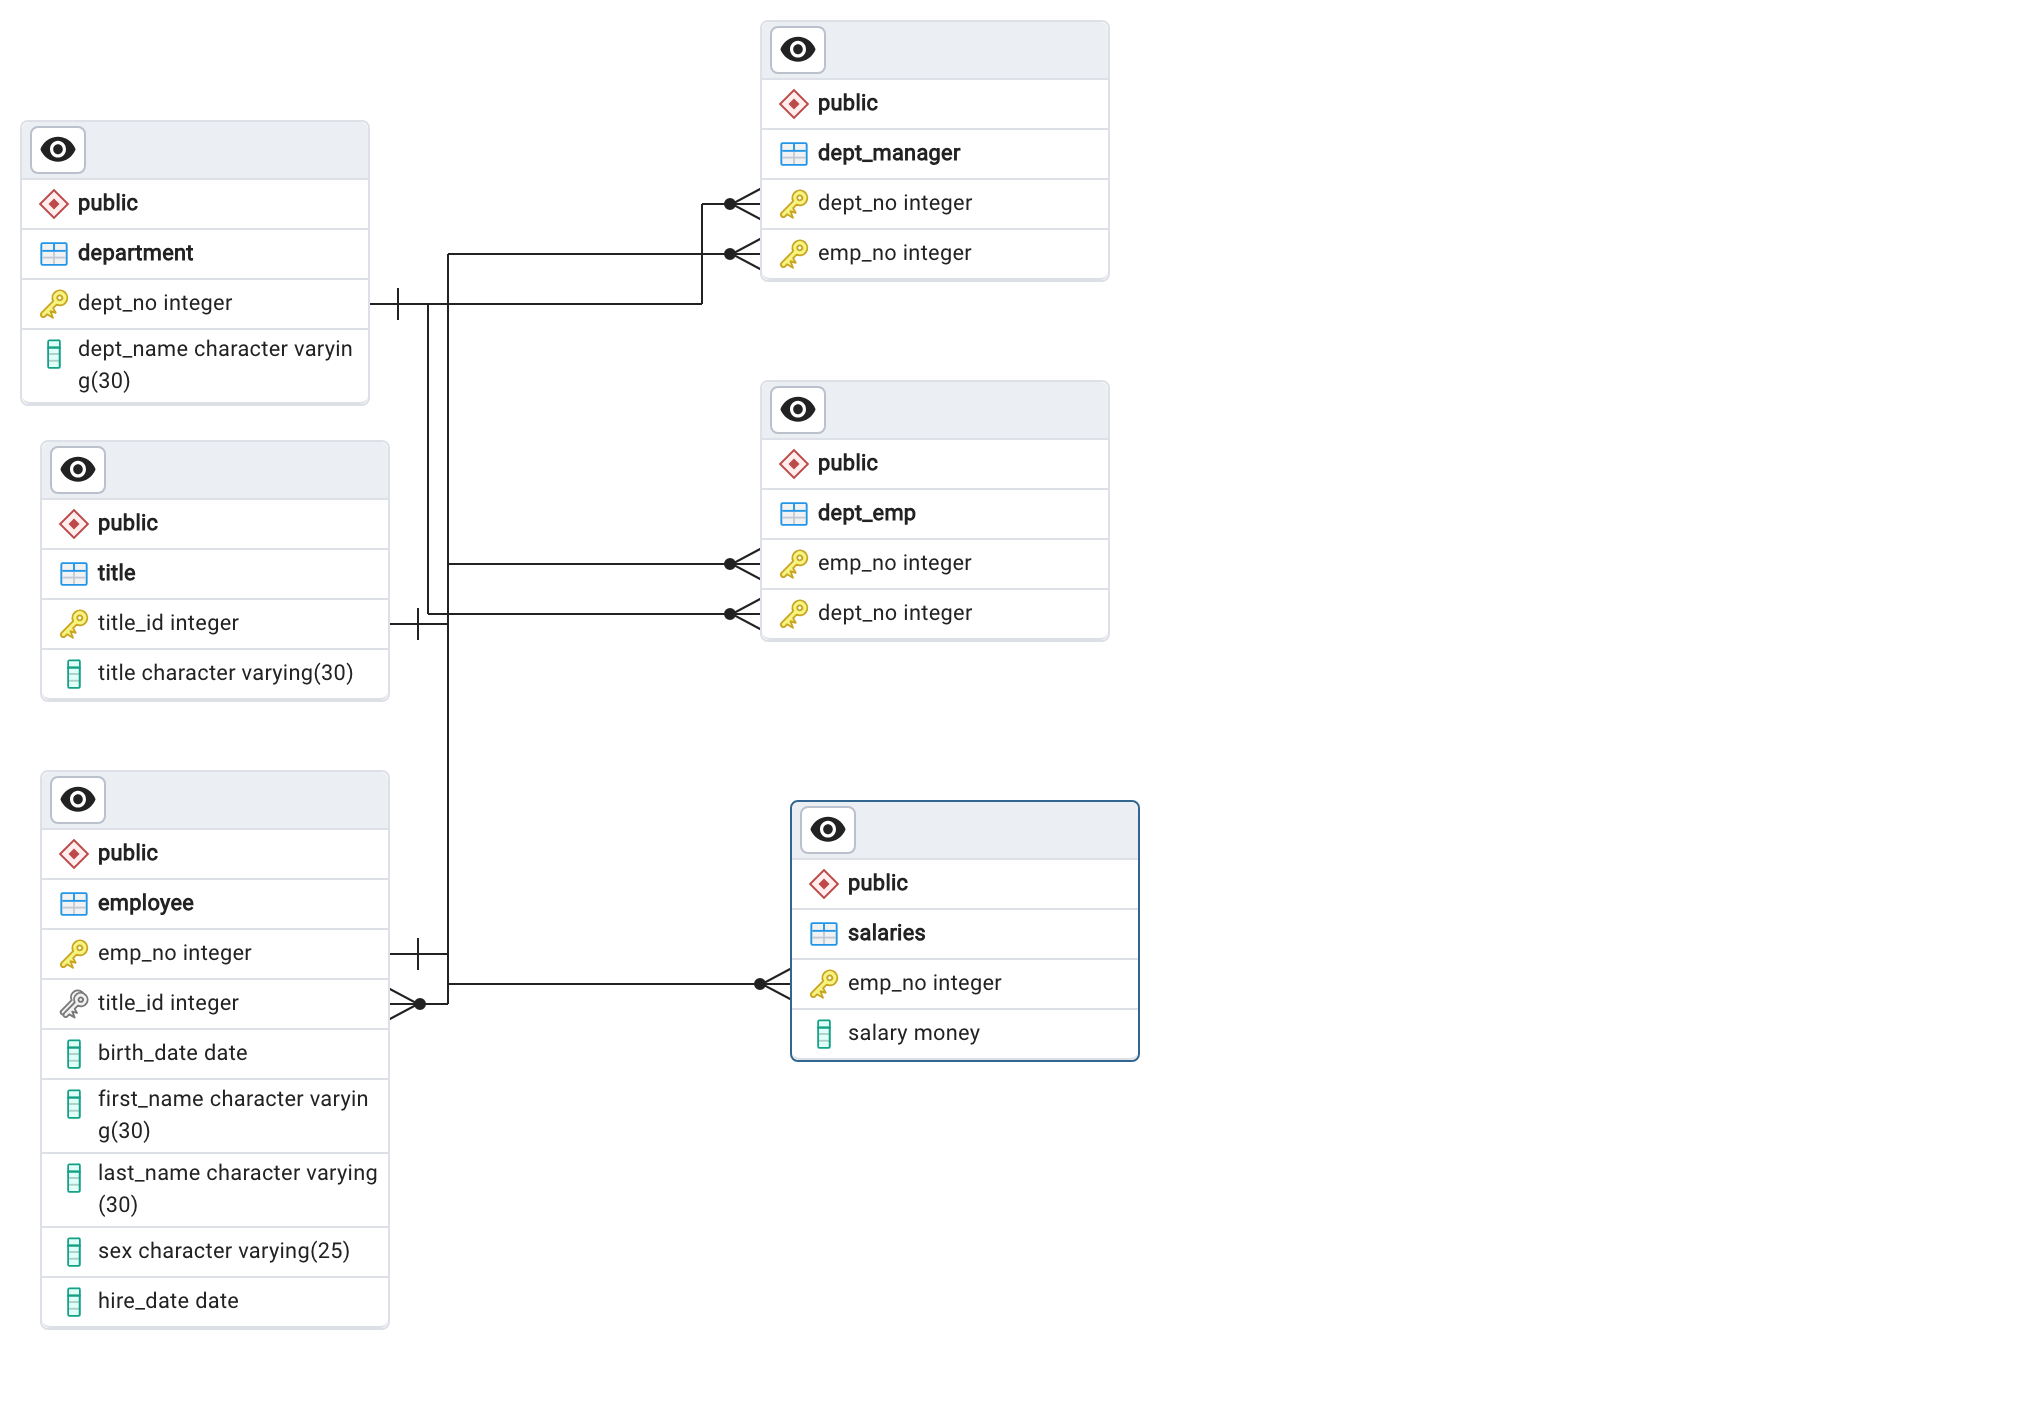 public
department
dept_no integer
dept_name character varyin
g(30)
public
title
title_id integer
title character varying(30)
public
employee
emp_no integer
title_id integer
birth_date date
first_name character varyin
g(30)
last_name character varying
(30)
sex character varying(25)
hire_date date
public
dept_manager
dept_no integer
emp_no integer
public
dept_emp
emp_no integer
dept_no integer
public
salaries
emp_no integer
salary money